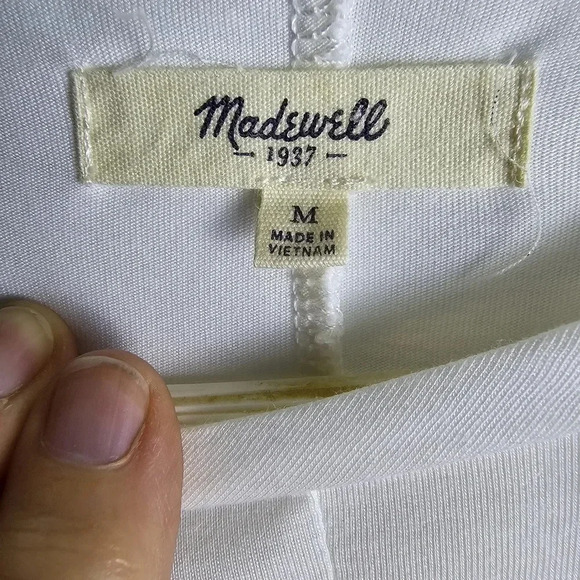 Madewell
— 1937 —
M
MADE IN
VIETNAM